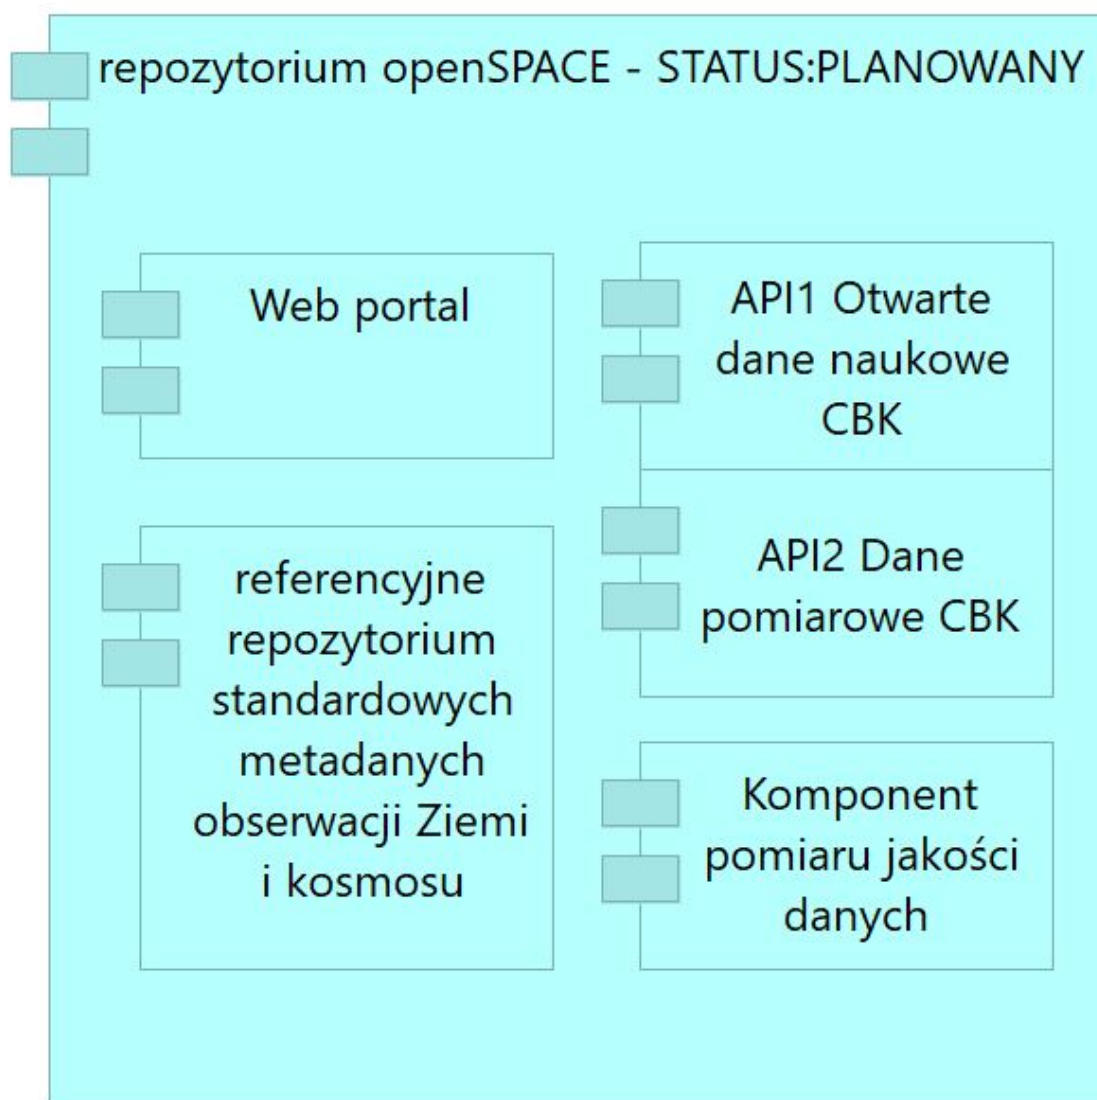 repozytorium openSPACE - STATUS:PLANOWANY
Web portal
API1 Otwarte
dane naukowe
CBK
API2 Dane
pomiarowe CBK
referencyjne
repozytorium
standardowych
metadanych
obserwacji Ziemi
i kosmosu
Komponent
pomiaru jakości
danych